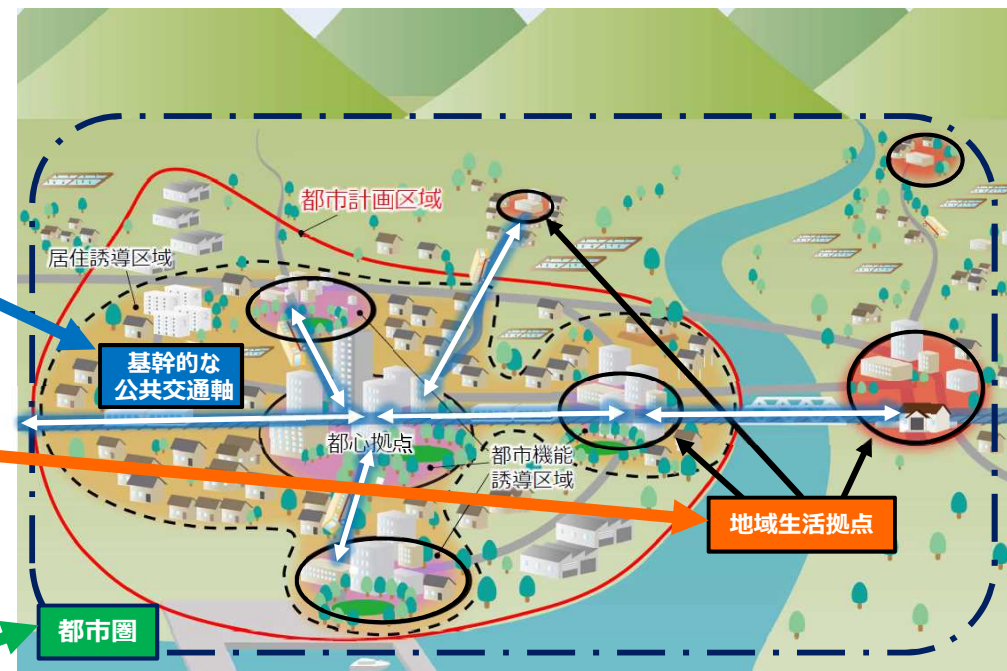 都市計画区域
居住誘導区域
基幹的な
公共交通軸
都心拠点
都市機能
誘導区域
地域生活拠点
都市圏